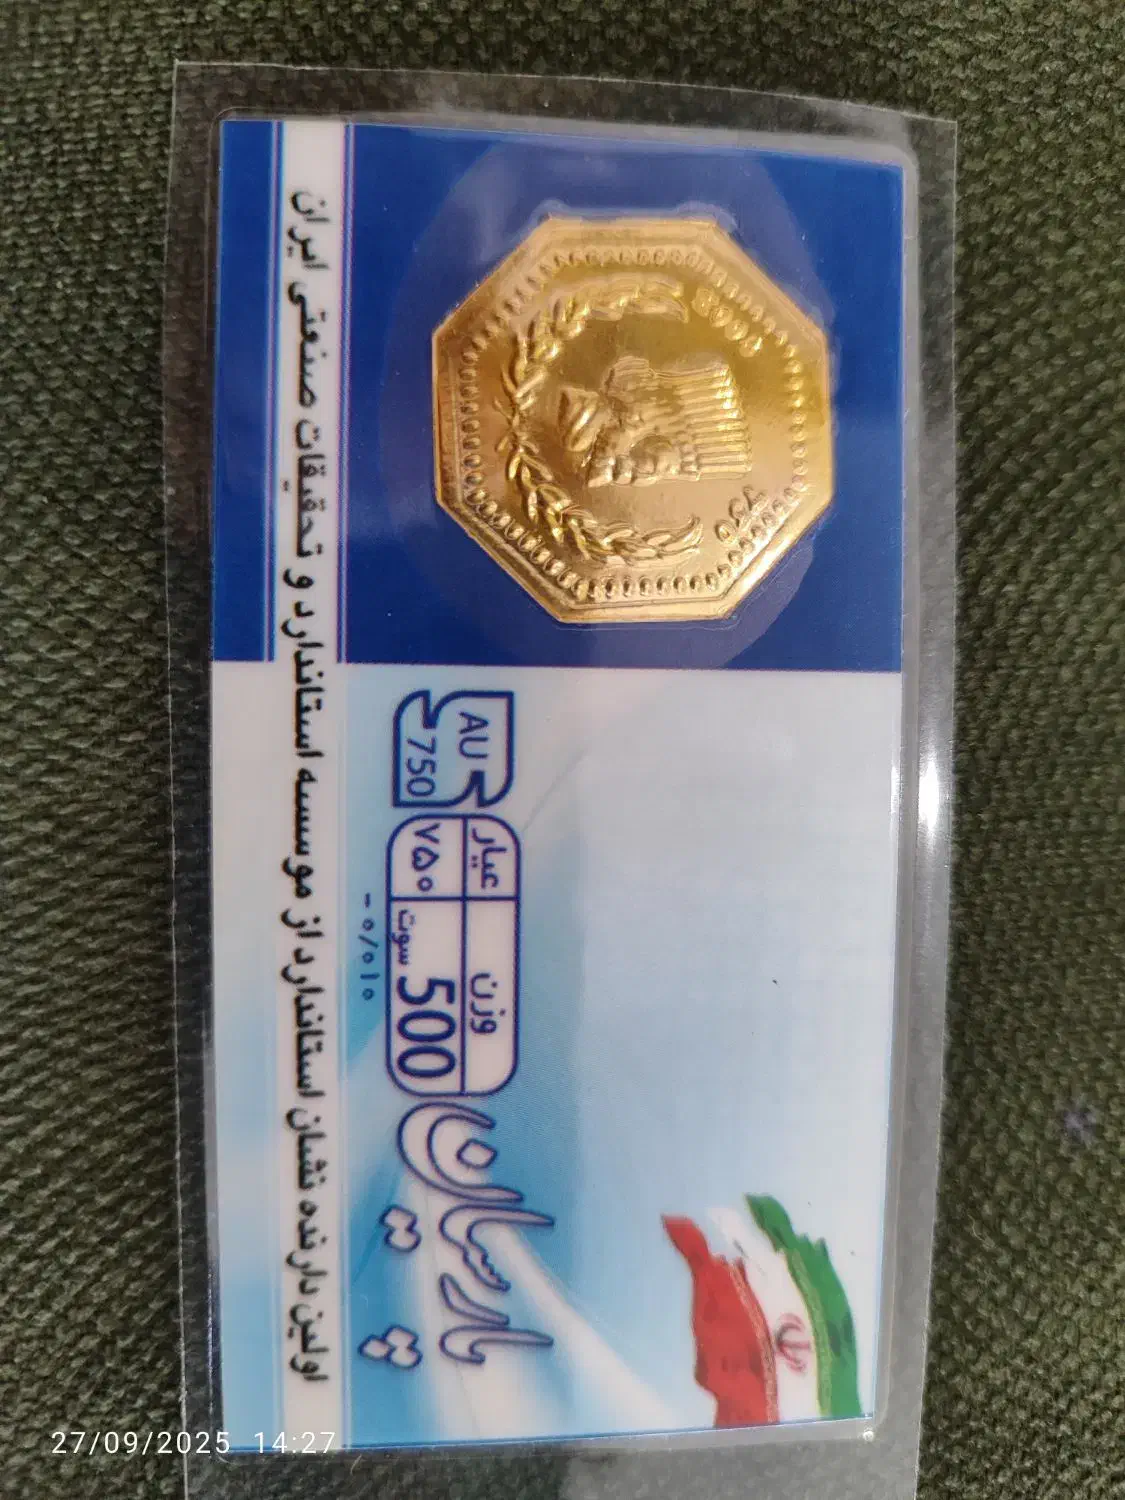 پارسیان
وزن
عیار
500 سوت
۷۵۰
AU
750
۰/۰۱۰ -
اولین دارنده نشان استاندارد از موسسه استاندارد و تحقیقات صنعتی ایران
۷۵۰
27/09/2025 14:27